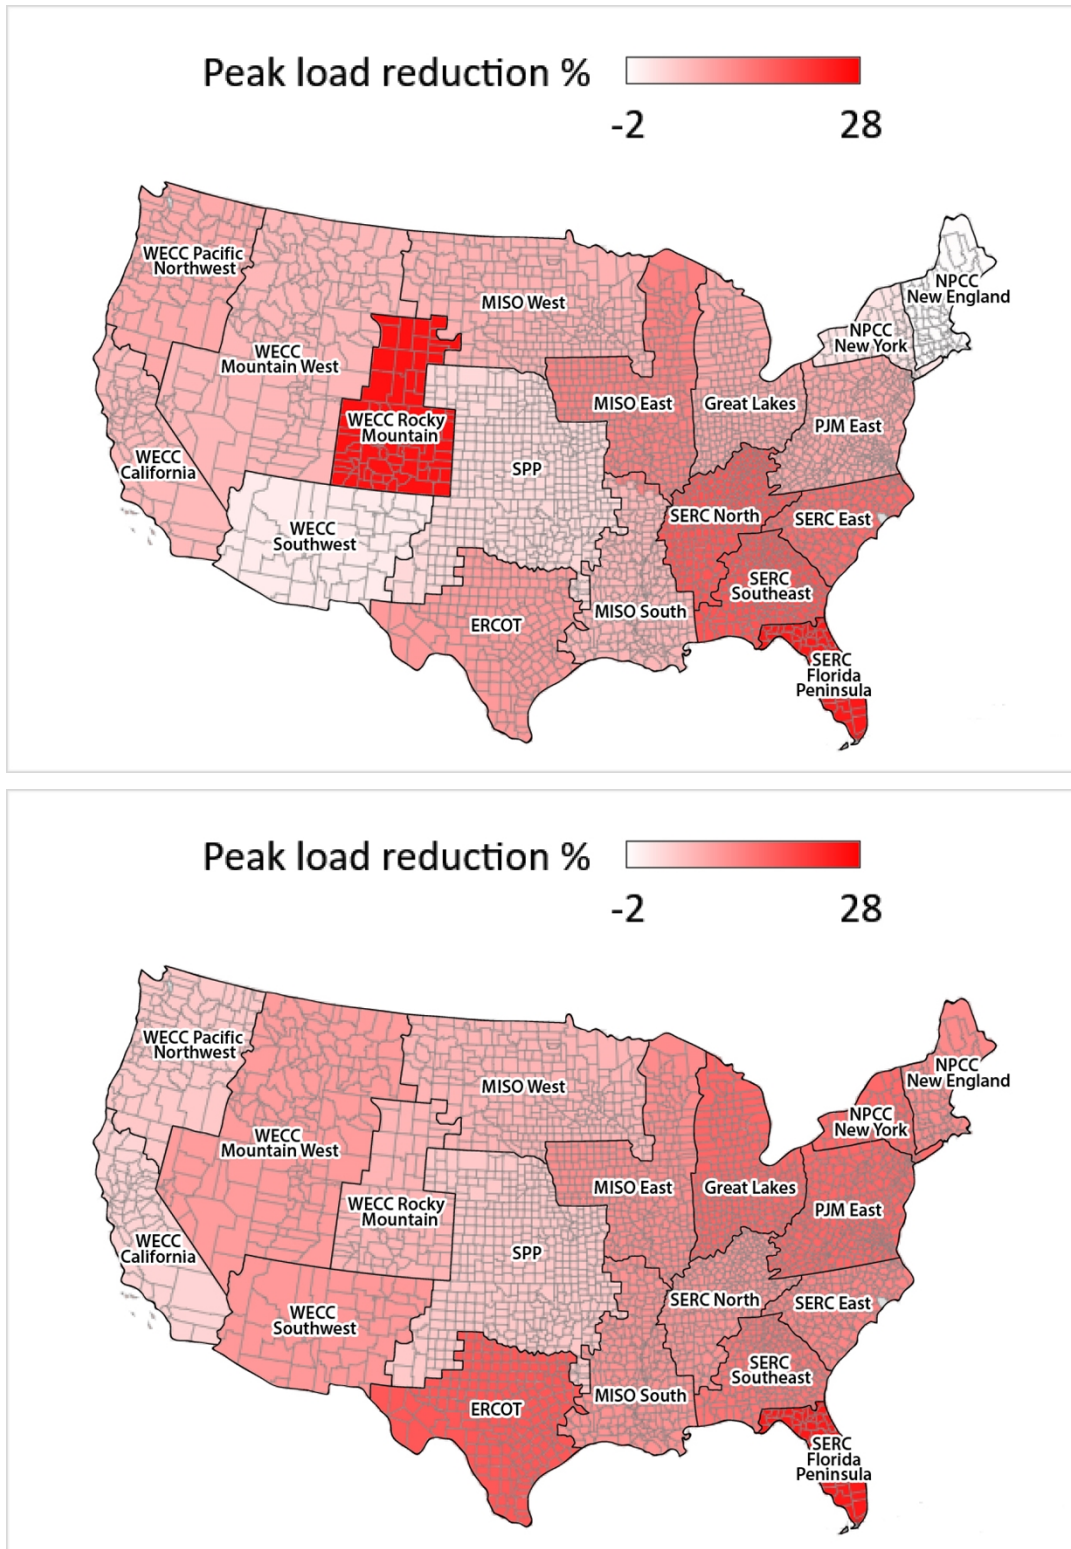 Peak load reduction %
-2
28
WECC Pacific
Northwest
MISO West
NPCC
New England
NPCC
New York
WECC
Mountain West
MISO East
Great Lakes
PJM East
WECC Rocky
Mountain
WECC
California
SPP
SERC North
SERC East
WECC
Southwest
SERC
Southeast
ERCOT
MISO South
SERC
Florida
Peninsula
Peak load reduction %
-2
28
WECC Pacific
Northwest
MISO West
NPCC
New England
NPCC
New York
WECC
Mountain West
MISO East
Great Lakes
PJM East
WECC Rocky
Mountain
WECC
California
SPP
SERC North
SERC East
WECC
Southwest
SERC
Southeast
ERCOT
MISO South
SERC
Florida
Peninsula